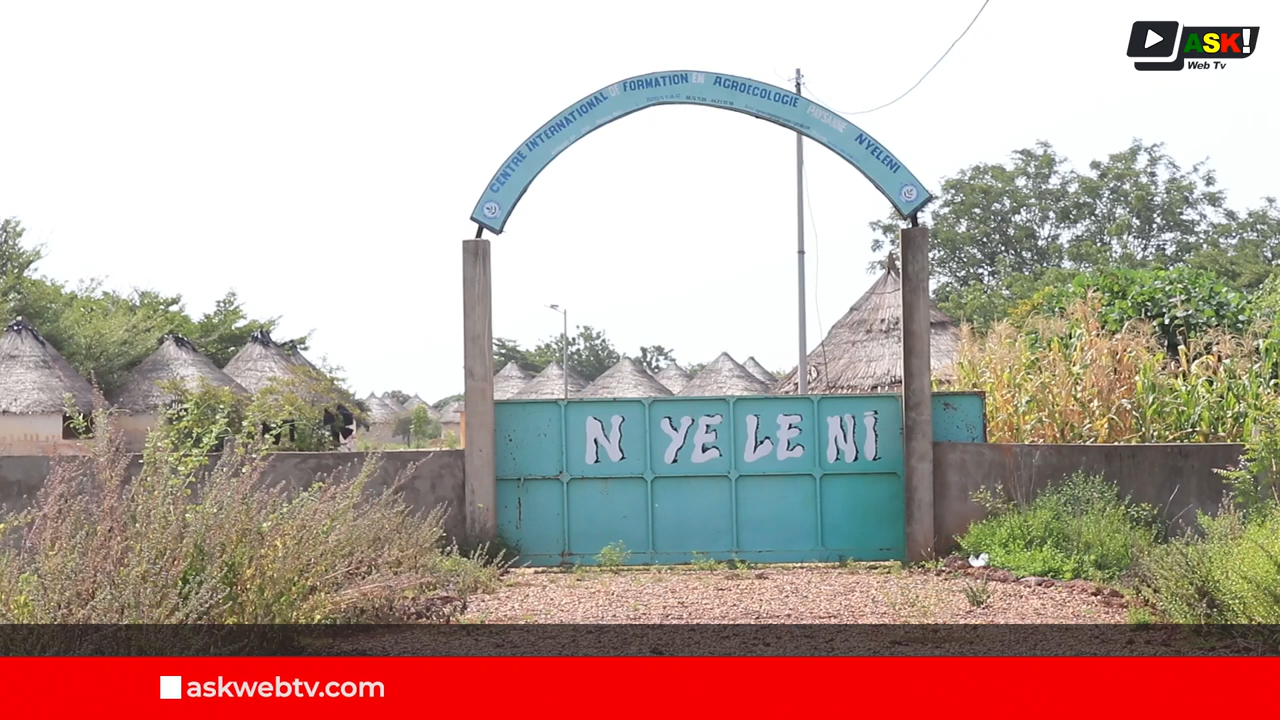 ASK!
Web Tv
CENTRE INTERNATIONAL DE FORMATION EN AGROECOLOGIE PAYSANNE NYELENI
NYELENI
askwebtv.com